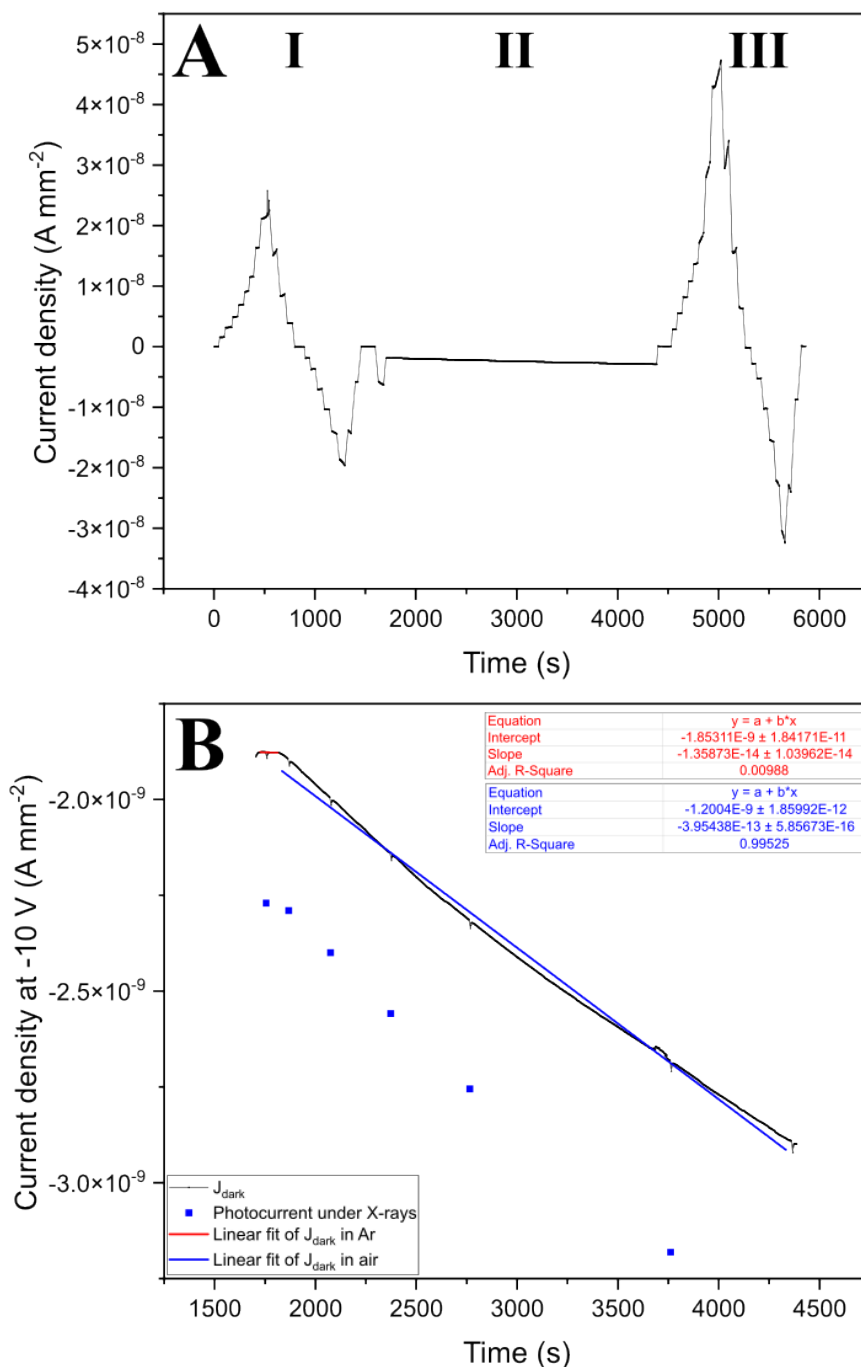 A I II III
5×10⁻⁸
4×10⁻⁸
3×10⁻⁸
2×10⁻⁸
1×10⁻⁸
0
-1×10⁻⁸
-2×10⁻⁸
-3×10⁻⁸
-4×10⁻⁸
Current density (A mm⁻²)
0 1000 2000 3000 4000 5000 6000
Time (s)
B
Equation y = a + b*x
Intercept -1.85311E-9 ± 1.84171E-11
Slope -1.35873E-14 ± 1.03962E-14
Adj. R-Square 0.00988
Equation y = a + b*x
Intercept -1.2004E-9 ± 1.85992E-12
Slope -3.95438E-13 ± 5.85673E-16
Adj. R-Square 0.99525
-2.0×10⁻⁹
-2.5×10⁻⁹
-3.0×10⁻⁹
Current density at -10 V (A mm⁻²)
J_dark
Photocurrent under X-rays
Linear fit of J_dark in Ar
Linear fit of J_dark in air
1500 2000 2500 3000 3500 4000 4500
Time (s)